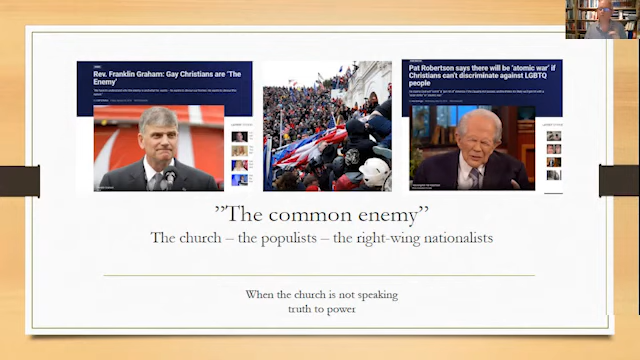 Rev. Franklin Graham: Gay Christians are 'The
Enemy'
Pat Robertson says there will be 'atomic war' if
Christians can't discriminate against LGBTQ
people
”The common enemy”
The church – the populists – the right-wing nationalists
When the church is not speaking
truth to power